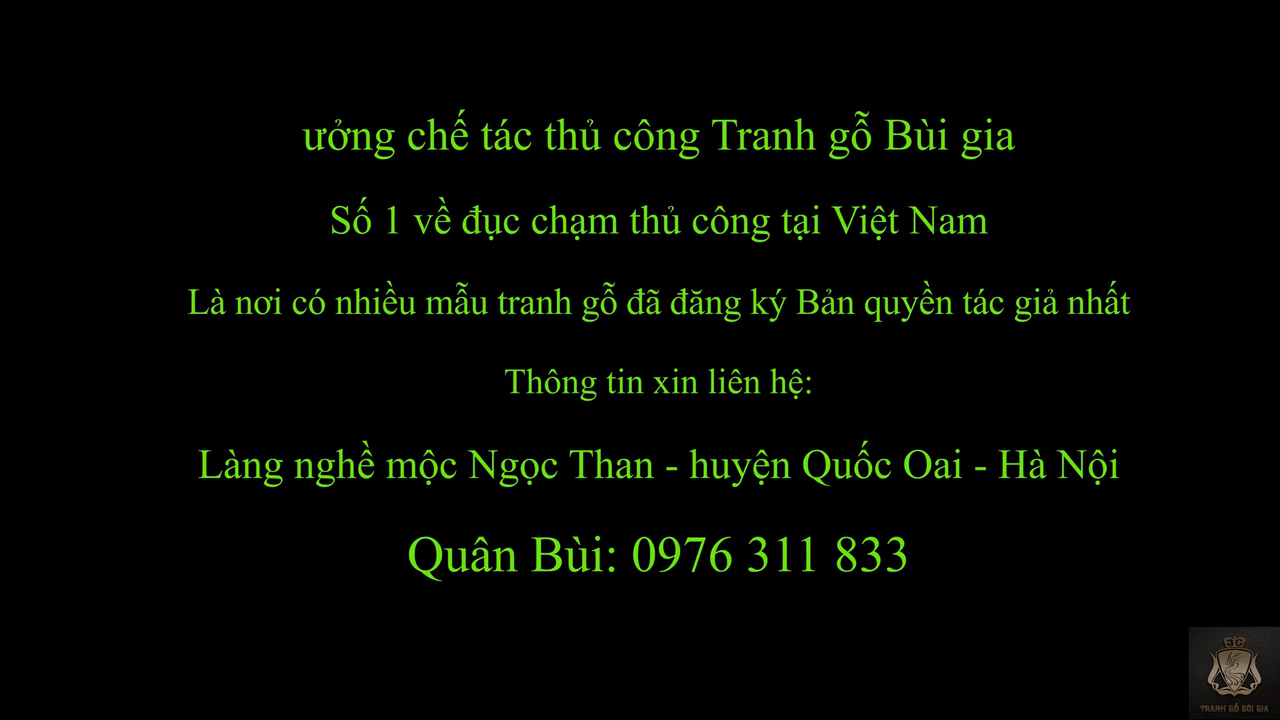 ưởng chế tác thủ công Tranh gỗ Bùi gia
Số 1 về đục chạm thủ công tại Việt Nam
Là nơi có nhiều mẫu tranh gỗ đã đăng ký Bản quyền tác giả nhất
Thông tin xin liên hệ:
Làng nghề mộc Ngọc Than - huyện Quốc Oai - Hà Nội
Quân Bùi: 0976 311 833
TRANH GỖ BÙI GIA